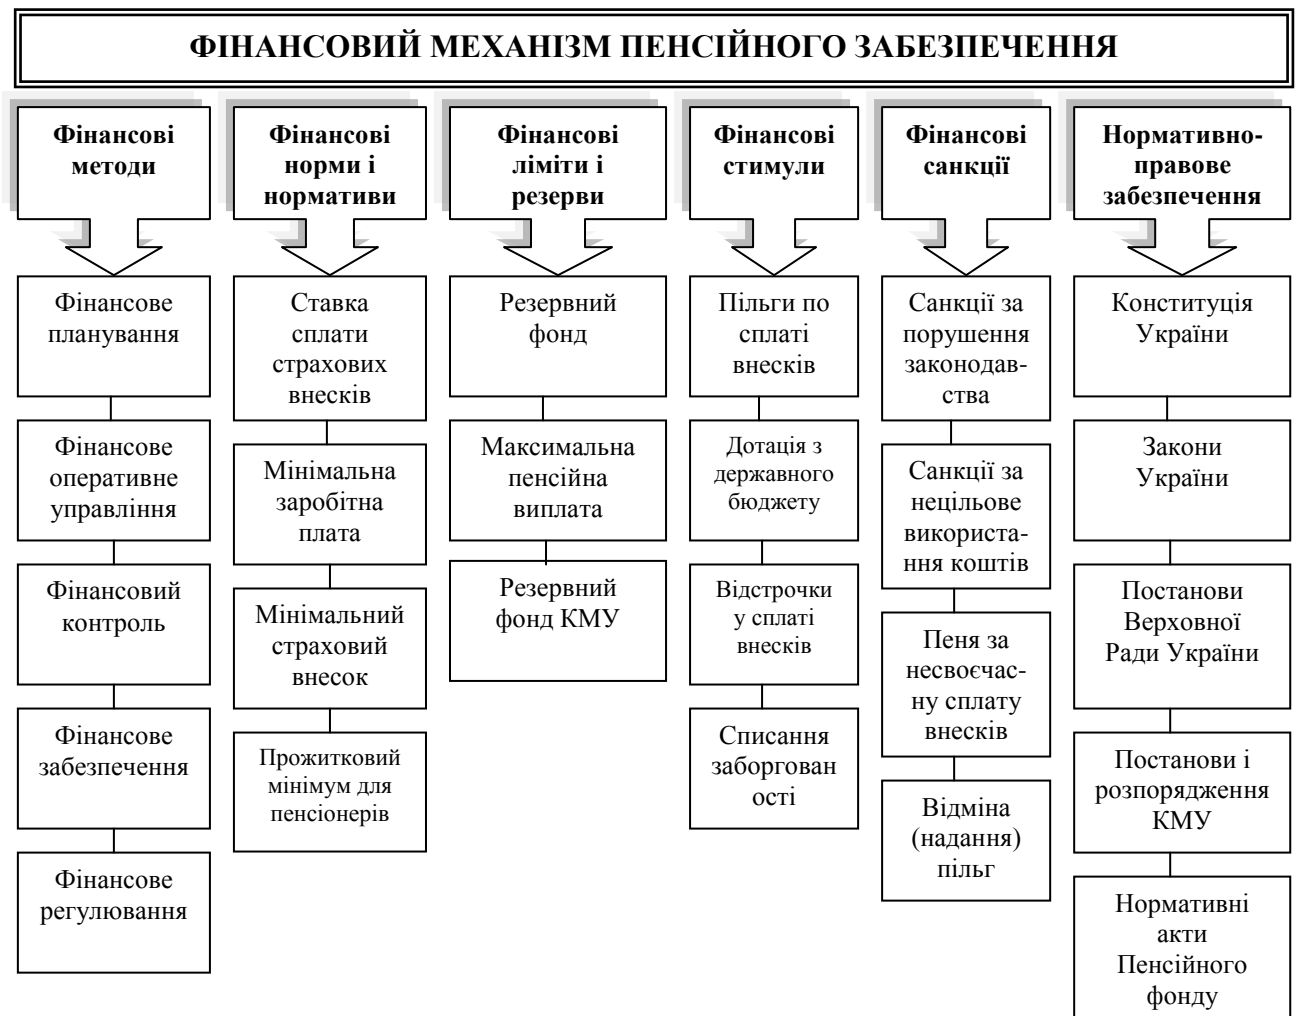 ФІНАНСОВИЙ МЕХАНІЗМ ПЕНСІЙНОГО ЗАБЕЗПЕЧЕННЯ
Фінансові
методи
Фінансове
планування
Фінансове
оперативне
управління
Фінансовий
контроль
Фінансове
забезпечення
Фінансове
регулювання
Фінансові
норми і
нормативи
Ставка
сплати
страхових
внесків
Мінімальна
заробітна
плата
Мінімальний
страховий
внесок
Прожитковий
мінімум для
пенсіонерів
Фінансові
ліміти і
резерви
Резервний
фонд
Максимальна
пенсійна
виплата
Резервний
фонд КМУ
Фінансові
стимули
Пільги по
сплаті
внесків
Дотація з
державного
бюджету
Відстрочки
у сплаті
внесків
Списання
заборгован
ості
Фінансові
санкції
Санкції за
порушення
законодав-
ства
Санкції за
нецільове
використа-
ння коштів
Пеня за
несвоєчас-
ну сплату
внесків
Відміна
(надання)
пільг
Нормативно-
правове
забезпечення
Конституція
України
Закони
України
Постанови
Верховної
Ради України
Постанови і
розпорядження
КМУ
Нормативні
акти
Пенсійного
фонду